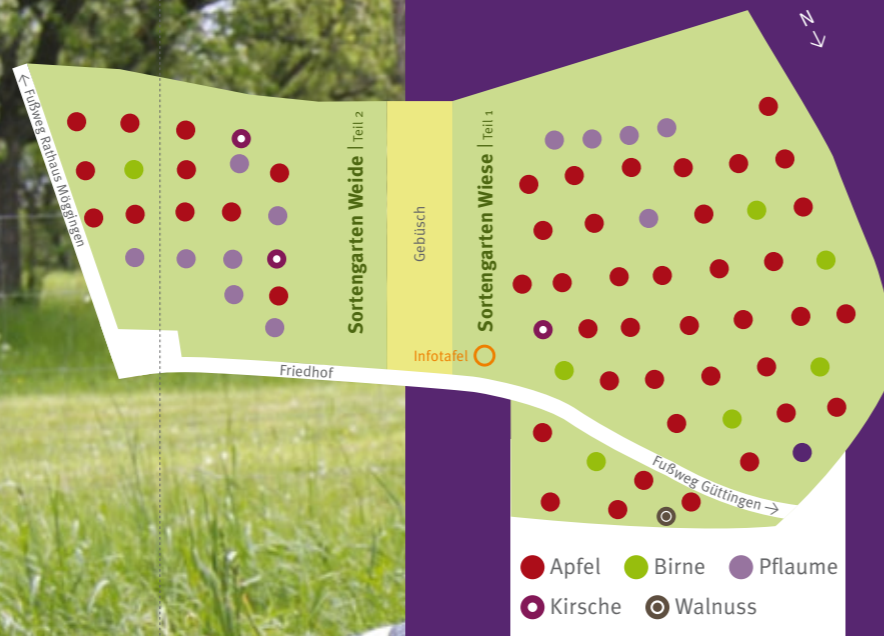 N
← Fußweg Rathaus Möggingen
Sortengarten Weide | Teil 2
Gebüsch
Sortengarten Wiese | Teil 1
Infotafel
Friedhof
Fußweg Güttingen →
Apfel
Birne
Pflaume
Kirsche
Walnuss